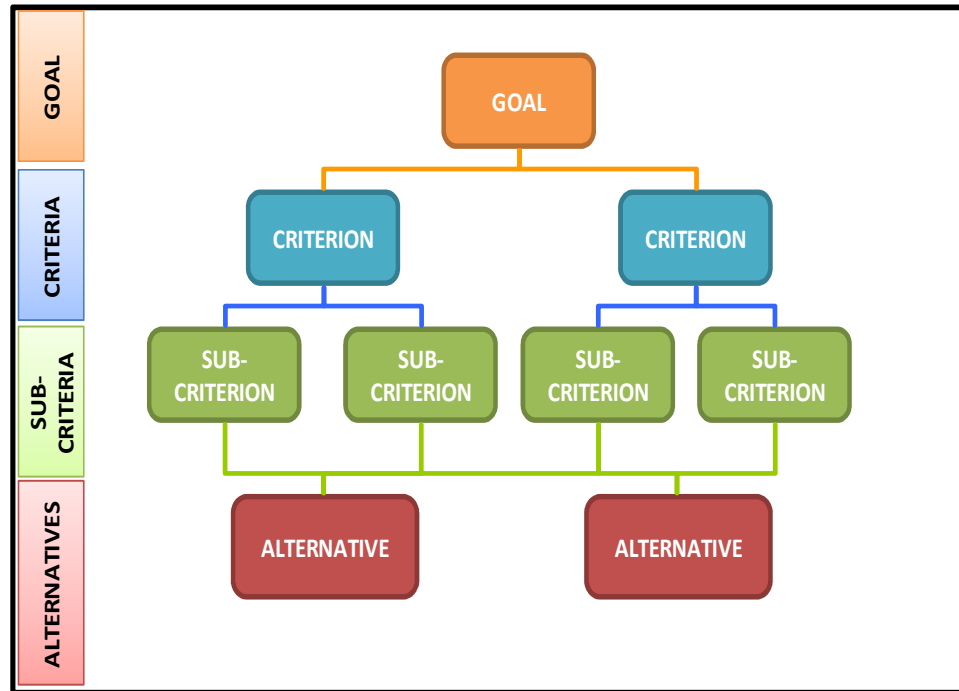 GOAL
GOAL
CRITERIA
CRITERION
CRITERION
SUB-
CRITERIA
SUB-
CRITERION
SUB-
CRITERION
SUB-
CRITERION
SUB-
CRITERION
ALTERNATIVES
ALTERNATIVE
ALTERNATIVE